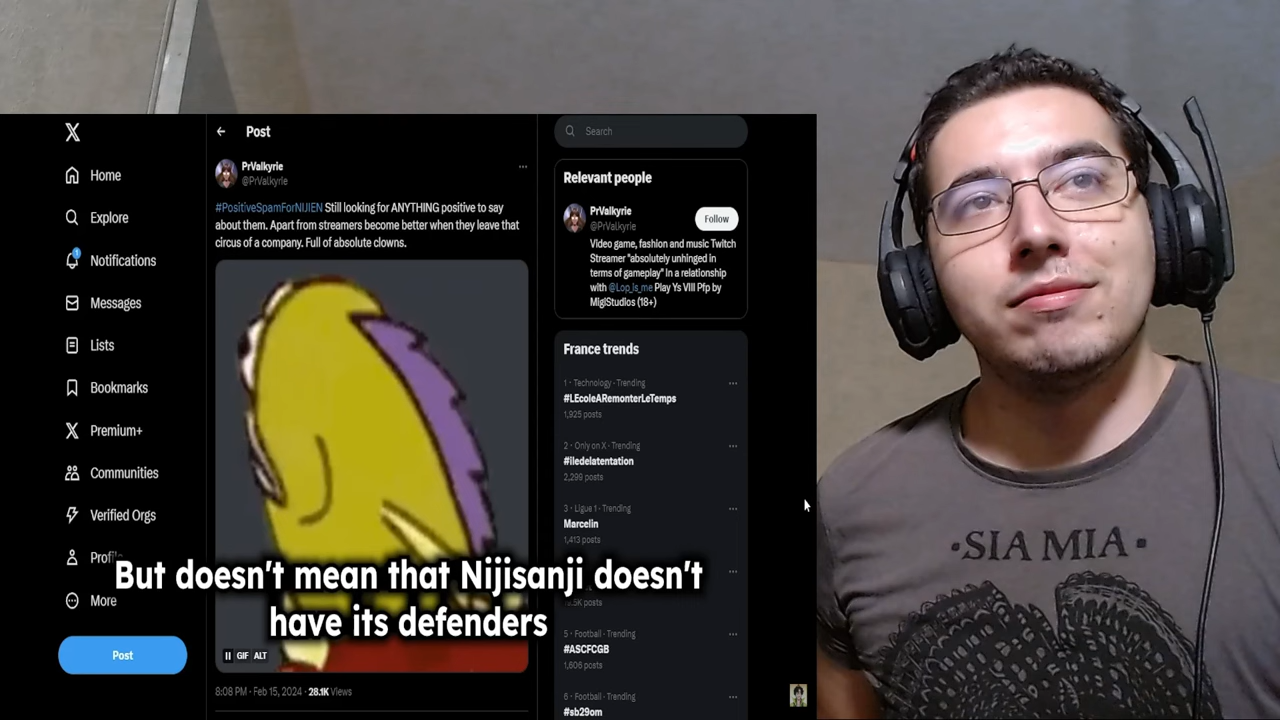 Post
PrValkyrie
@PrValkyrie
#PositiveSpamForNIJIEN Still looking for ANYTHING positive to say
about them. Apart from streamers become better when they leave that
circus of a company. Full of absolute clowns.
GIF ALT
8:08 PM · Feb 15, 2024 · 28.1K Views
Home
Explore
1
Notifications
Messages
Lists
Bookmarks
Premium+
Communities
Verified Orgs
More
Post
Search
Relevant people
PrValkyrie
@PrValkyrie
Follow
Video game, fashion and music Twitch
Streamer "absolutely unhinged in
terms of gameplay" In a relationship
with @Lop_is_me Play Ys VIII Pfp by
MiglStudios (18+)
France trends
1 · Technology · Trending
#LEcoleARemonterLeTemps
1,925 posts
2 · Only on X · Trending
#iledelatentation
2,299 posts
3 · Ligue 1 · Trending
Marcelin
1,413 posts
posts
5 · Football · Trending
#ASCFCGB
1,606 posts
6 · Football · Trending
#sb29om
But doesn't mean that Nijisanji doesn't
have its defenders
·SIA MIA·